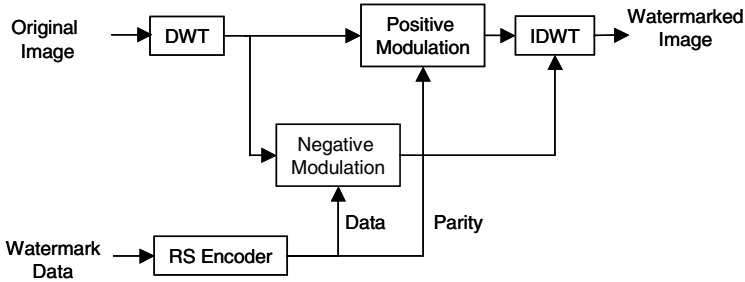 Original
Image
DWT
Positive
Modulation
IDWT
Watermarked
Image
Negative
Modulation
Data
Parity
Watermark
Data
RS Encoder